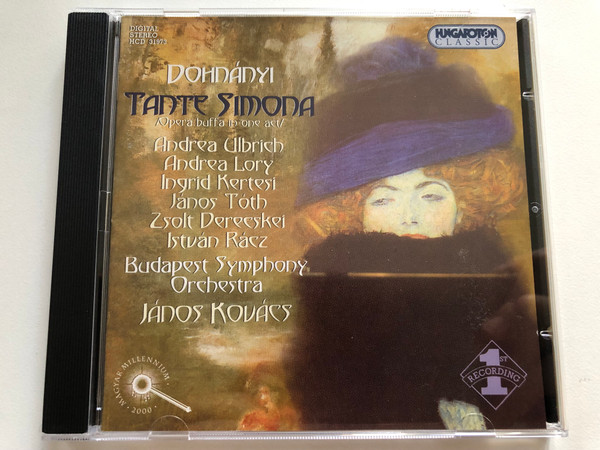 DIGITAL
STEREO
HCD 31973
HUNGAROTON
CLASSIC
DOHNÁNYI
TANTE SIMONA
/Opera buffa in one act/
Andrea Ulbrich
Andrea Lory
Ingrid Kertesi
János Tóth
Zsolt Derecskei
István Rácz
Budapest Symphony
Orchestra
János Kovács
MAGYAR MILLENNIUM
2000
1ST
RECORDING